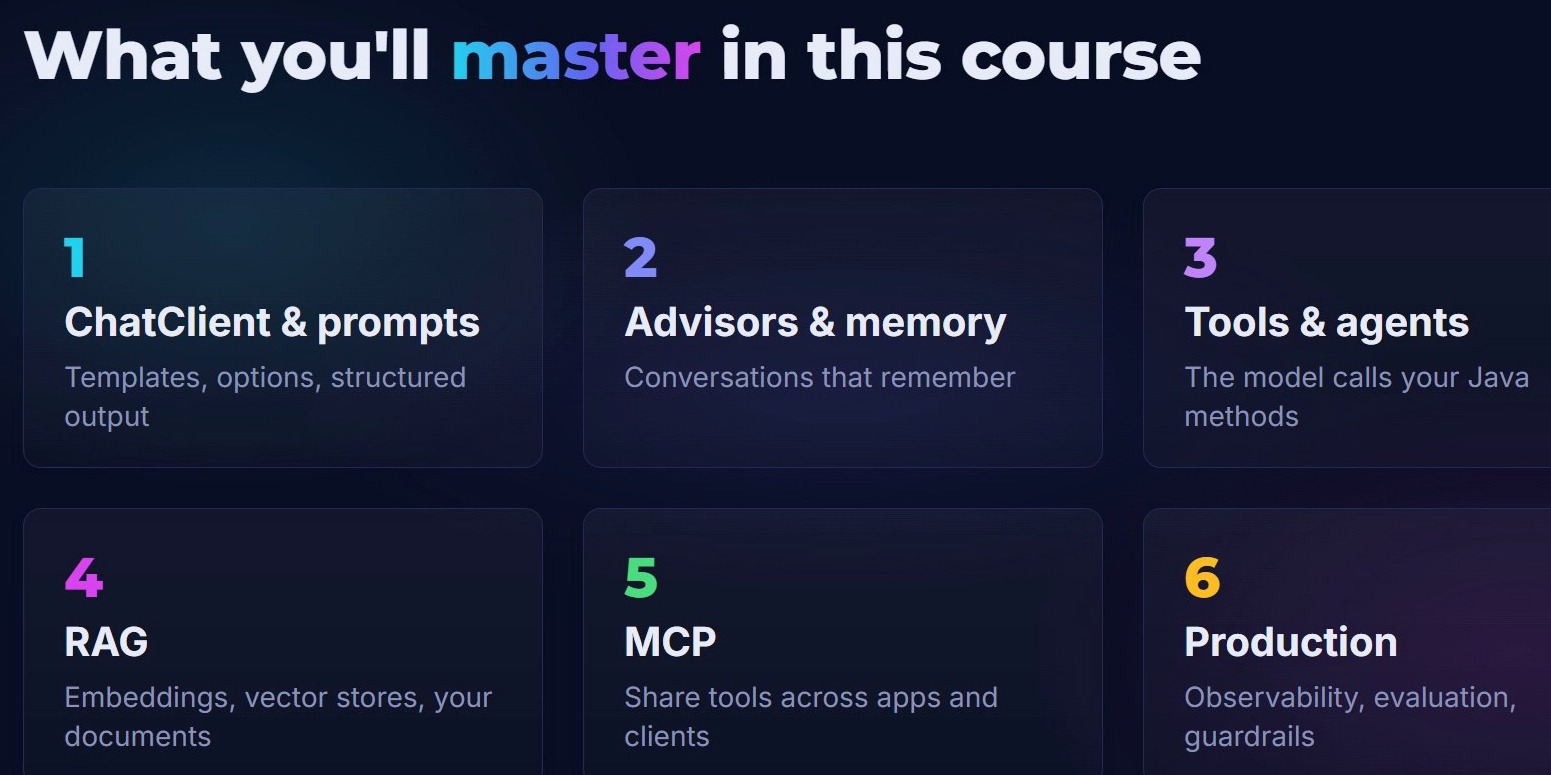 What you'll master in this course
1
ChatClient & prompts
Templates, options, structured
output
2
Advisors & memory
Conversations that remember
3
Tools & agents
The model calls your Java
methods
4
RAG
Embeddings, vector stores, your
documents
5
MCP
Share tools across apps and
clients
6
Production
Observability, evaluation,
guardrails